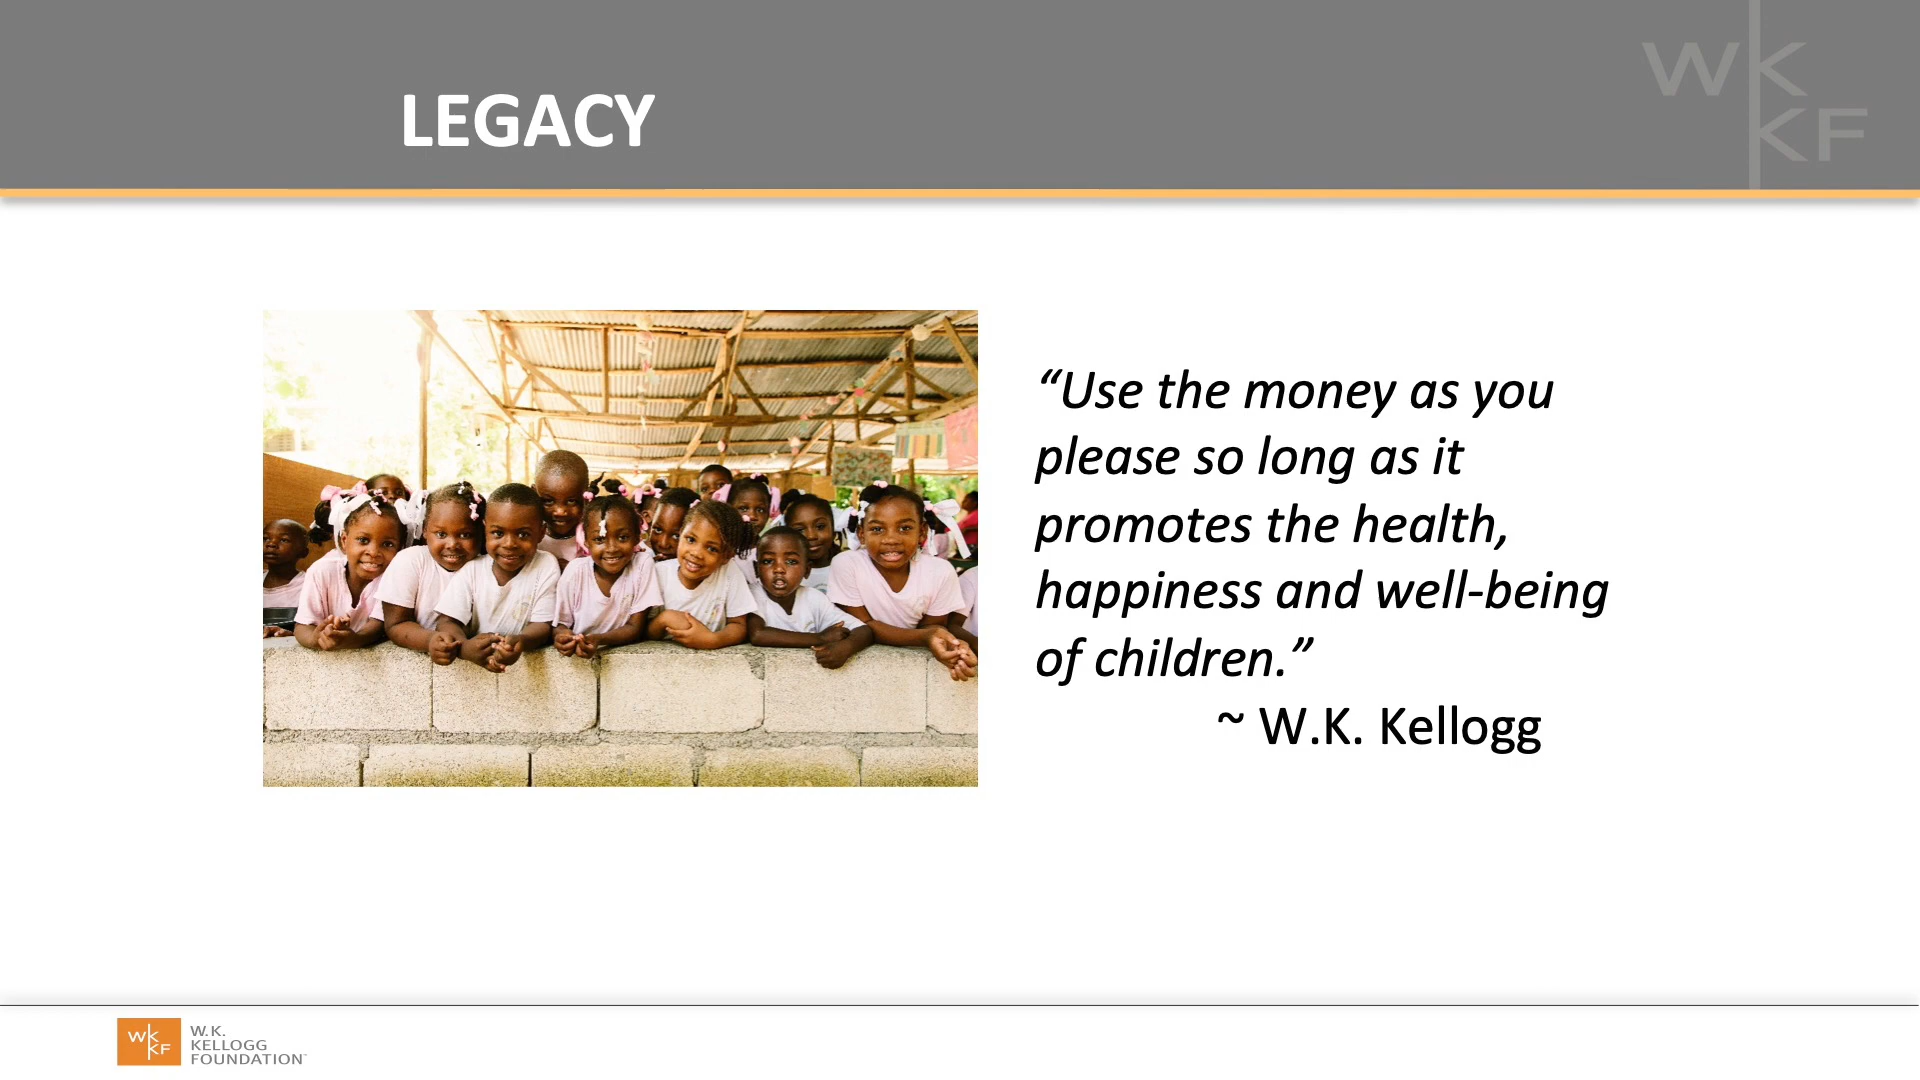 LEGACY
WK
KF
“Use the money as you
please so long as it
promotes the health,
happiness and well-being
of children.”
~ W.K. Kellogg
WK
KF
W.K.
KELLOGG
FOUNDATION™